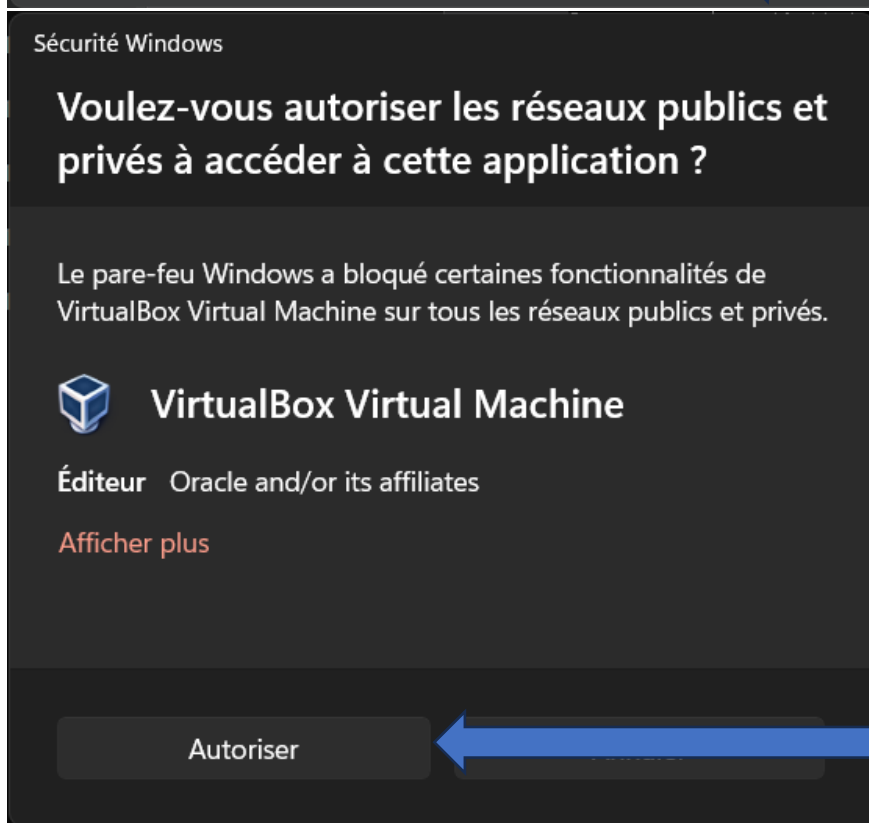 Sécurité Windows
Voulez-vous autoriser les réseaux publics et
privés à accéder à cette application ?
Le pare-feu Windows a bloqué certaines fonctionnalités de
VirtualBox Virtual Machine sur tous les réseaux publics et privés.
VirtualBox Virtual Machine
Éditeur Oracle and/or its affiliates
Afficher plus
Autoriser